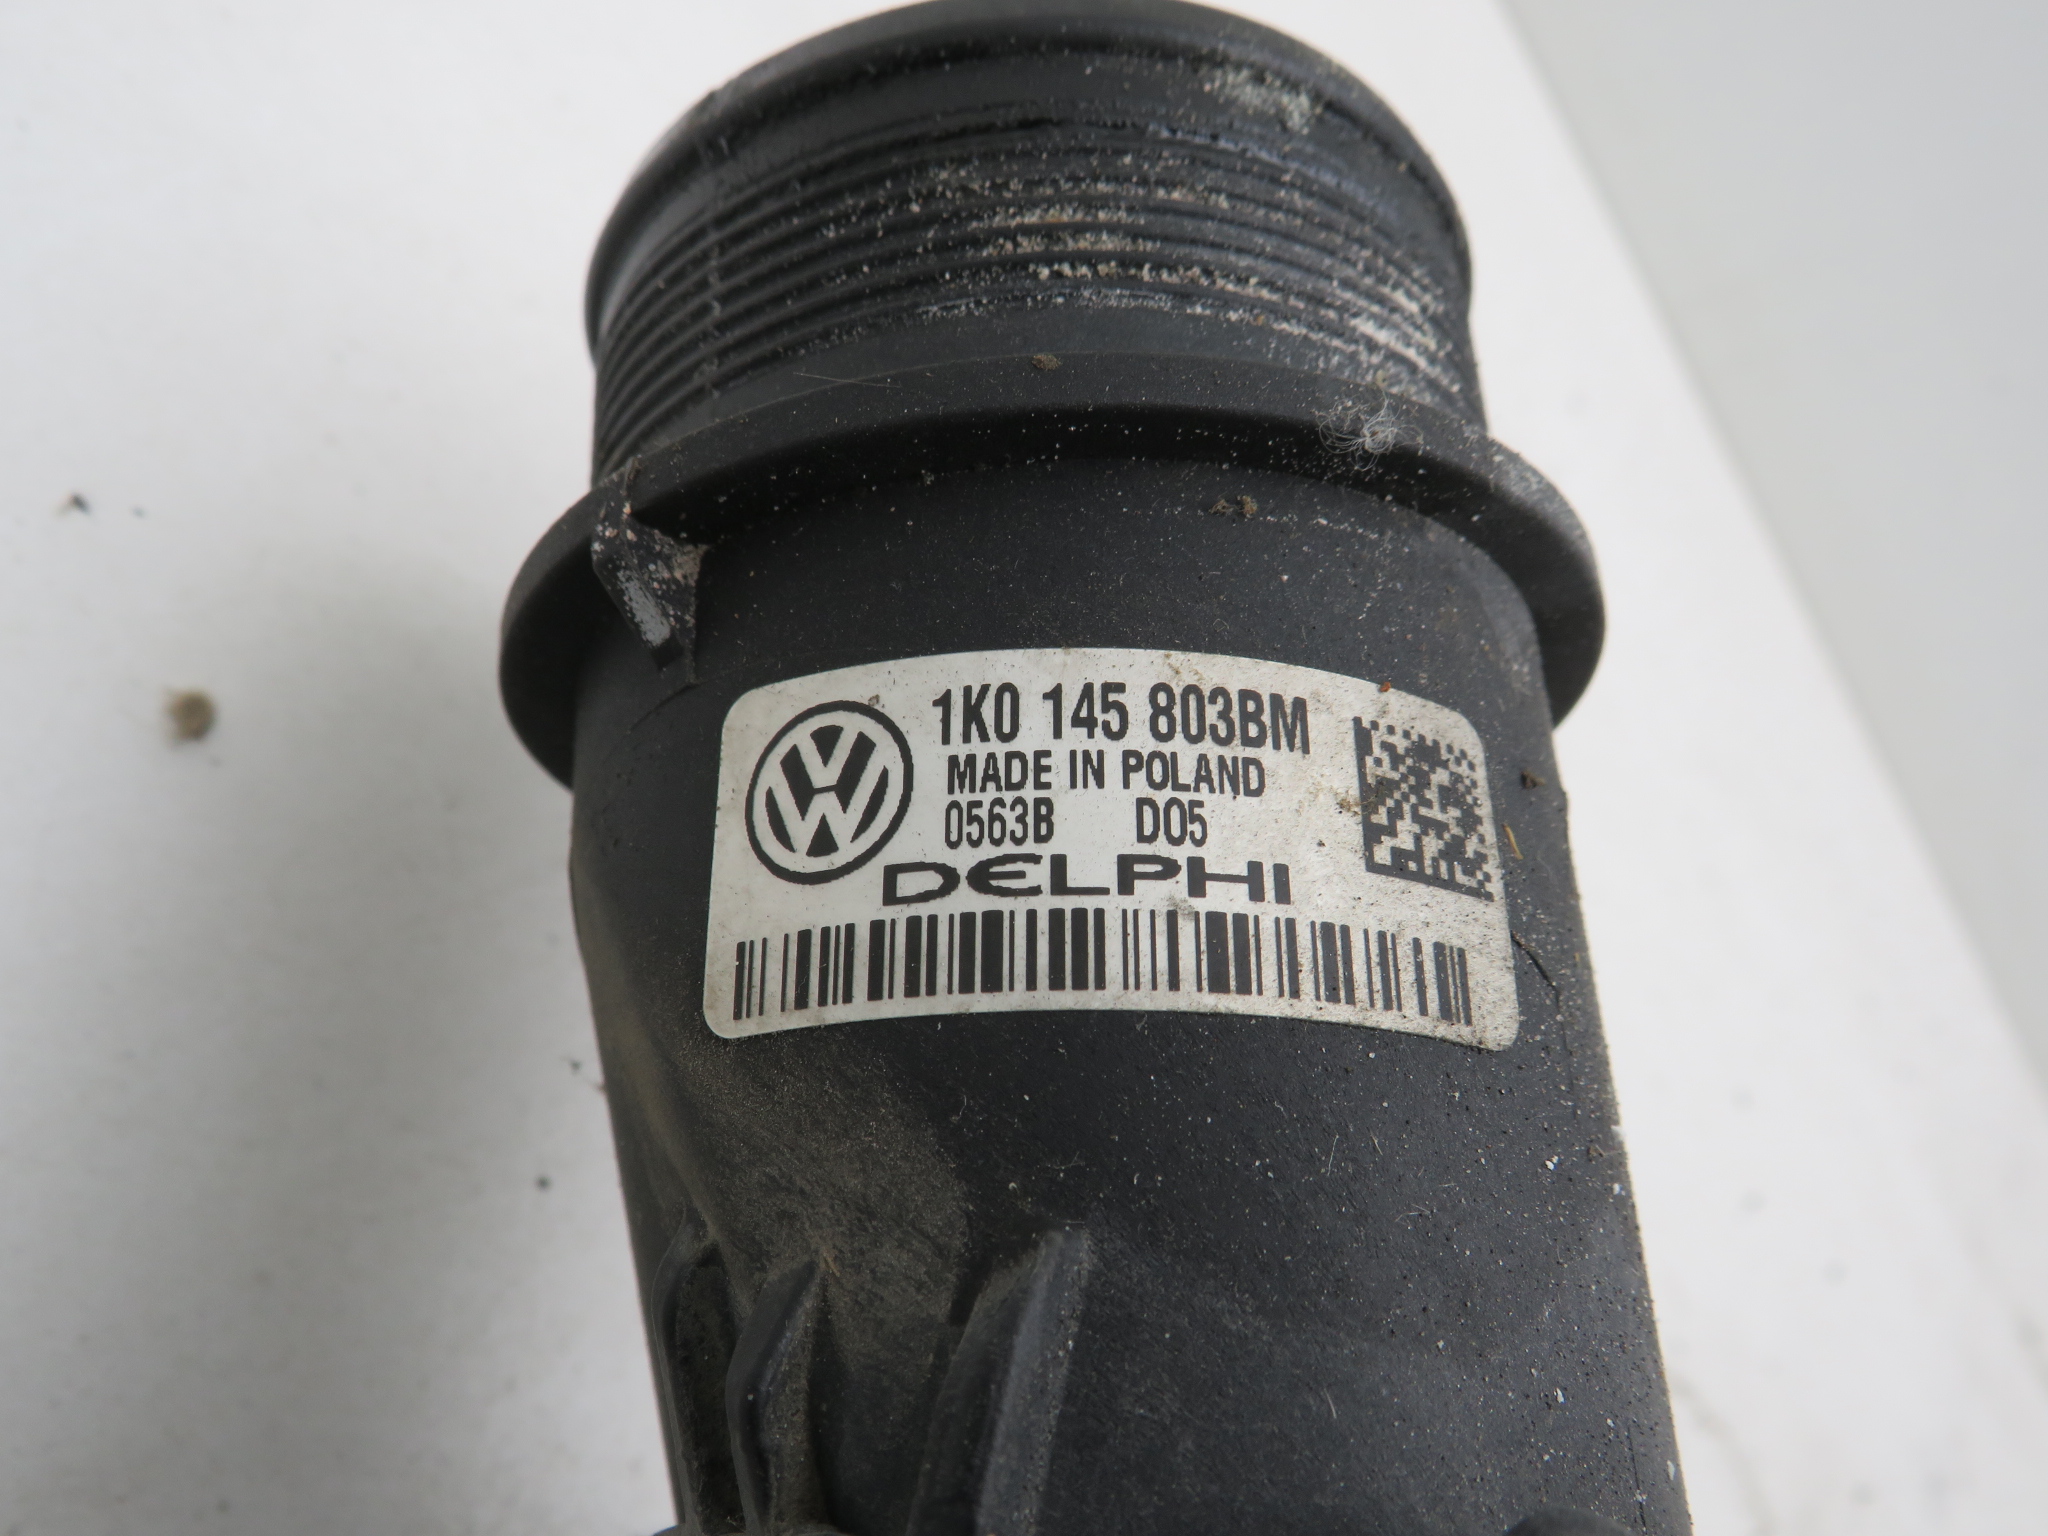 1K0 145 803BM
MADE IN POLAND
0563B D05
DELPHI